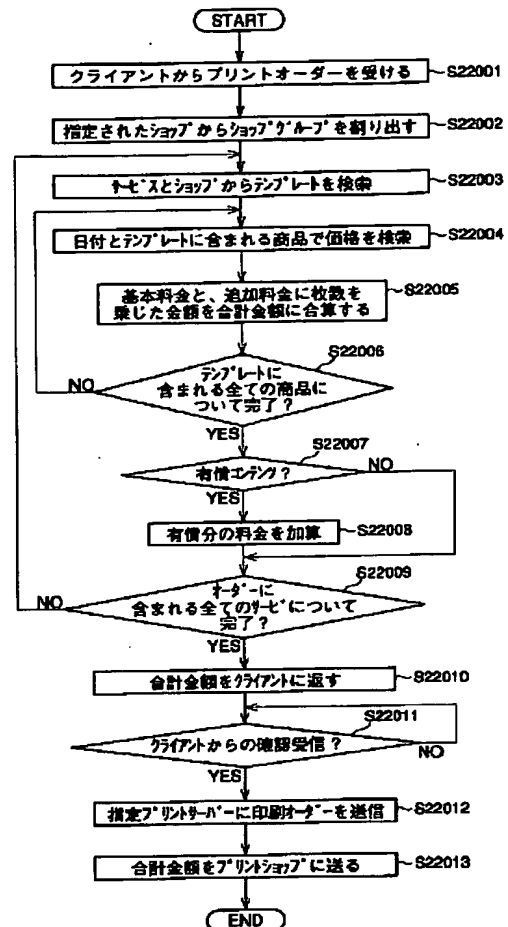 START
クライアントからプリントオーダーを受ける
S22001
指定されたショップからショップグループを割り出す
S22002
サービスとショップからテンプレートを検索
S22003
日付とテンプレートに含まれる商品で価格を検索
S22004
基本料金と、追加料金に枚数を
乗じた金額を合計金額に合算する
S22005
S22006
テンプレートに
含まれる全ての商品に
ついて完了?
NO
YES
S22007
有償コンテンツ?
NO
YES
有償分の料金を加算
S22008
S22009
オーダーに
含まれる全てのサービスについて
完了?
NO
YES
合計金額をクライアントに返す
S22010
S22011
クライアントからの確認受信?
NO
YES
指定プリントサーバーに印刷オーダーを送信
S22012
合計金額をプリントショップに送る
S22013
END